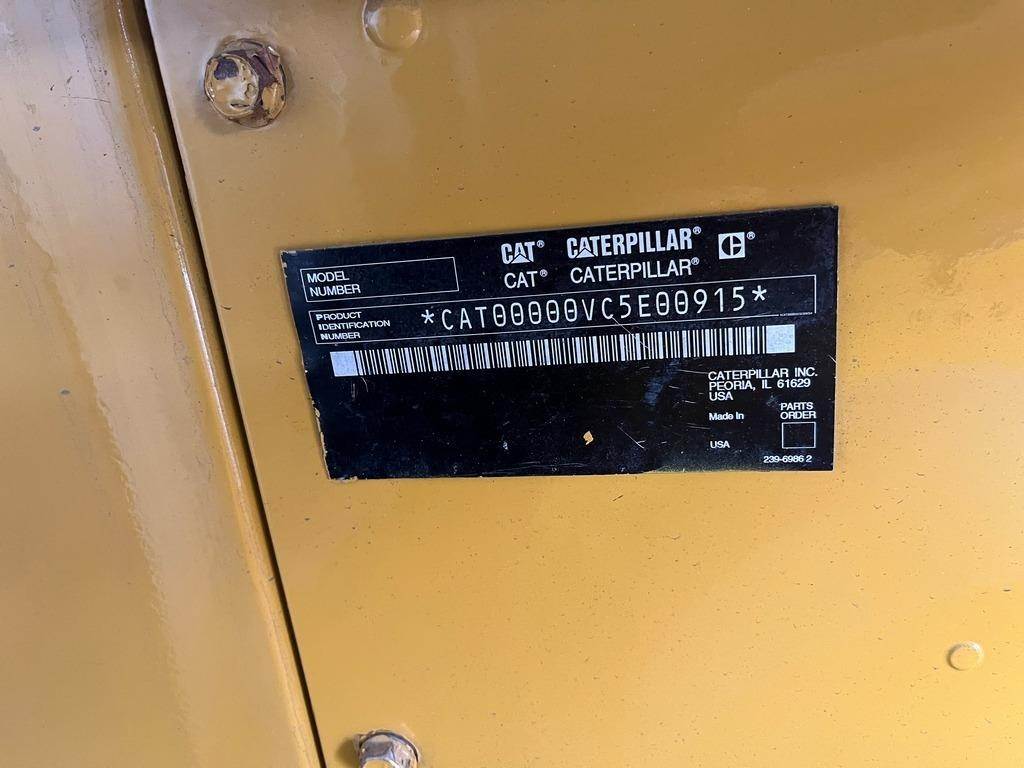 CAT® CATERPILLAR® C®
CAT® CATERPILLAR®
MODEL
NUMBER
PRODUCT
IDENTIFICATION
NUMBER
*CAT00000VC5E00915*
CATERPILLAR INC.
PEORIA, IL 61629
USA
Made in
USA
PARTS
ORDER
239-6986 2